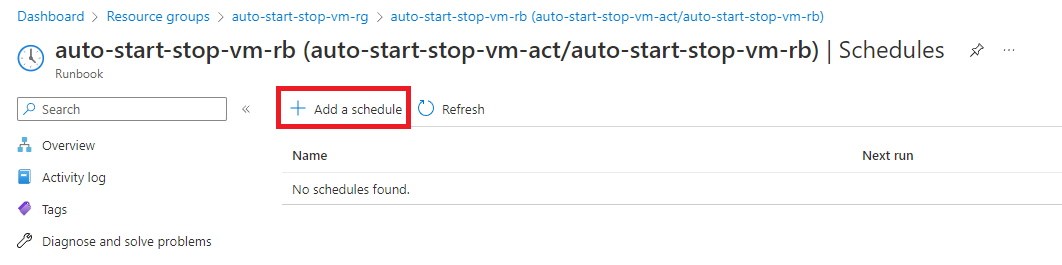 Dashboard > Resource groups > auto-start-stop-vm-rg > auto-start-stop-vm-rb (auto-start-stop-vm-act/auto-start-stop-vm-rb)
auto-start-stop-vm-rb (auto-start-stop-vm-act/auto-start-stop-vm-rb) | Schedules ...
Runbook
Search «
+ Add a schedule Refresh
Overview
Activity log
Tags
Diagnose and solve problems
Name Next run
No schedules found.